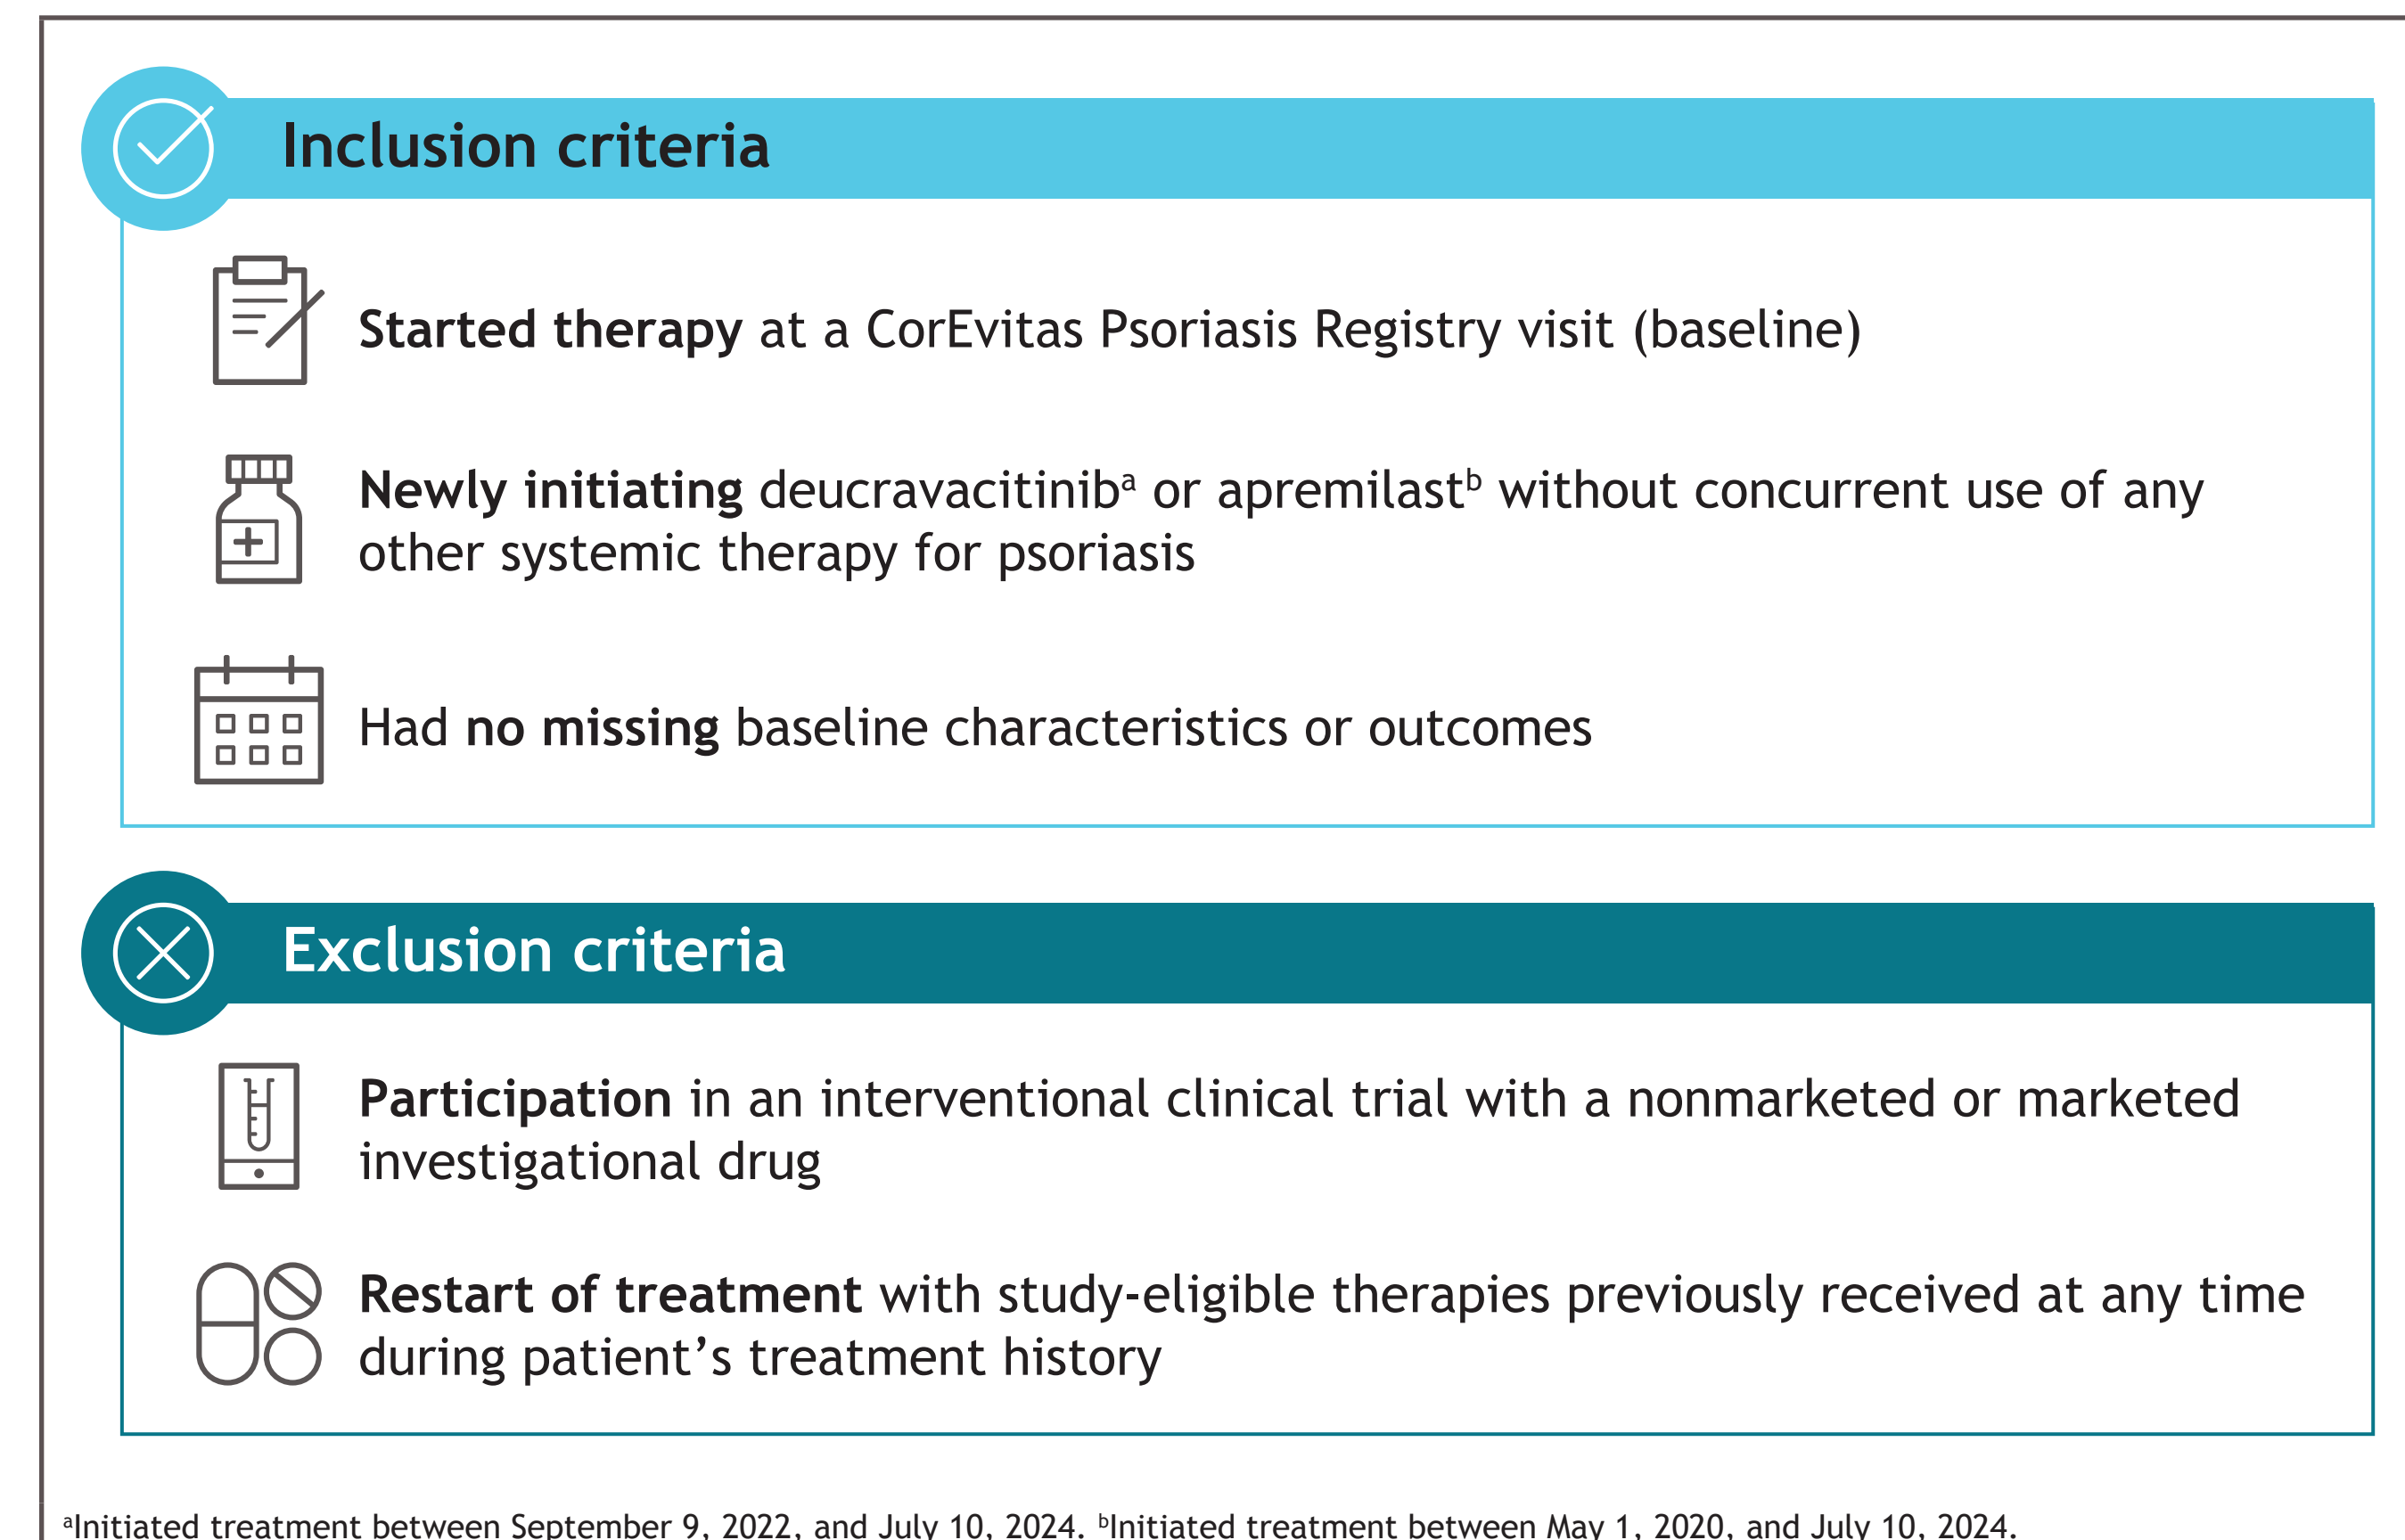 Inclusion criteria
Started therapy at a CorEvitas Psoriasis Registry visit (baseline)
Newly initiating deucravacitinibᵃ or apremilastᵇ without concurrent use of any
other systemic therapy for psoriasis
Had no missing baseline characteristics or outcomes
Exclusion criteria
Participation in an interventional clinical trial with a nonmarketed or marketed
investigational drug
Restart of treatment with study-eligible therapies previously received at any time
during patient’s treatment history
ᵃInitiated treatment between September 9, 2022, and July 10, 2024. ᵇInitiated treatment between May 1, 2020, and July 10, 2024.